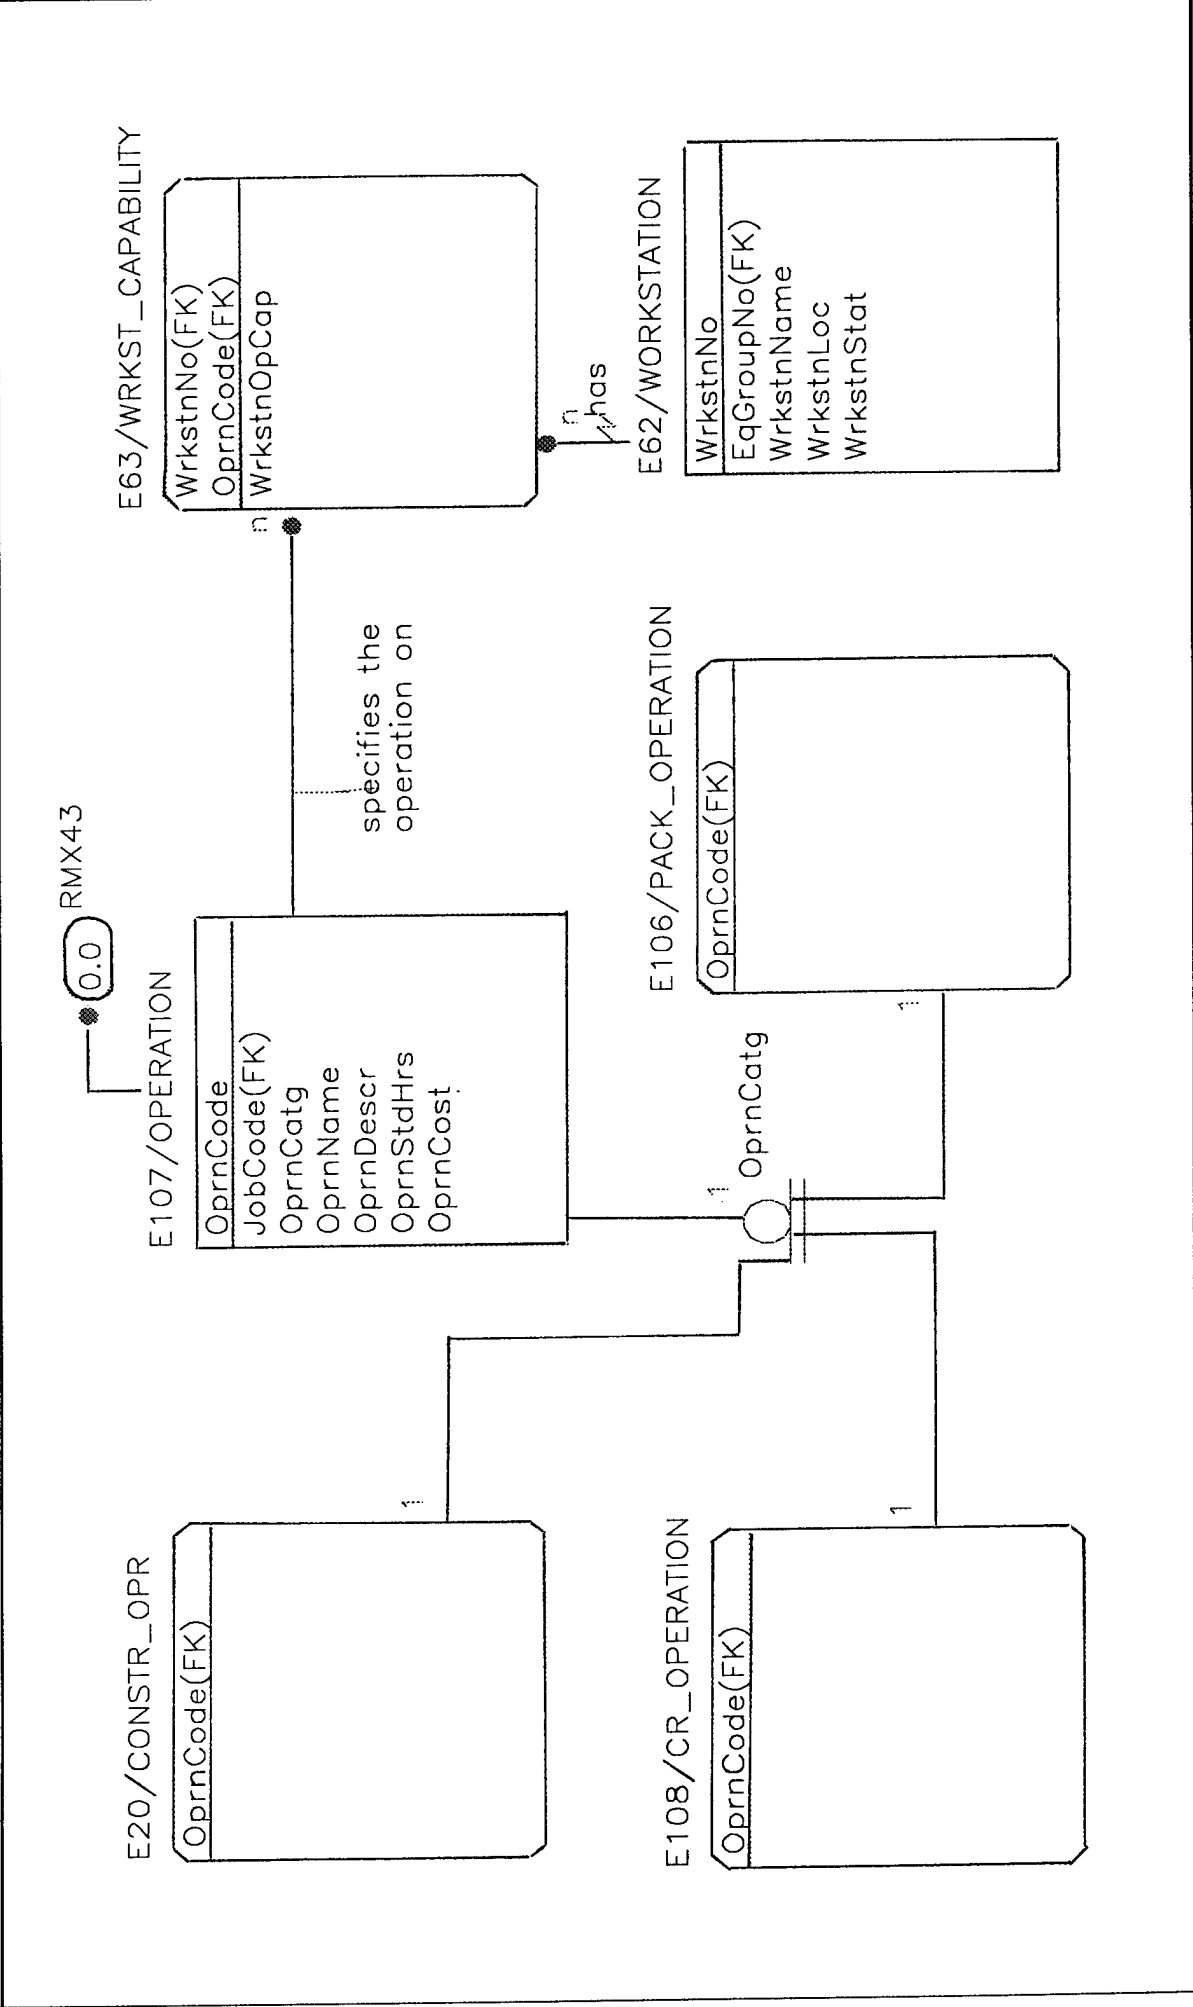 E20/CONSTR_OPR
OprnCode(FK)
1
E107/OPERATION
OprnCode
JobCode(FK)
OprnCatg
OprnName
OprnDescr
OprnStdHrs
OprnCost
0.0
RMX43
specifies the
operation on
n
E63/WRKST_CAPABILITY
WrkstnNo(FK)
OprnCode(FK)
WrkstnOpCap
n
has
E108/CR_OPERATION
OprnCode(FK)
1
1
OprnCatg
1
E106/PACK_OPERATION
OprnCode(FK)
E62/WORKSTATION
WrkstnNo
EqGroupNo(FK)
WrkstnName
WrkstnLoc
WrkstnStat